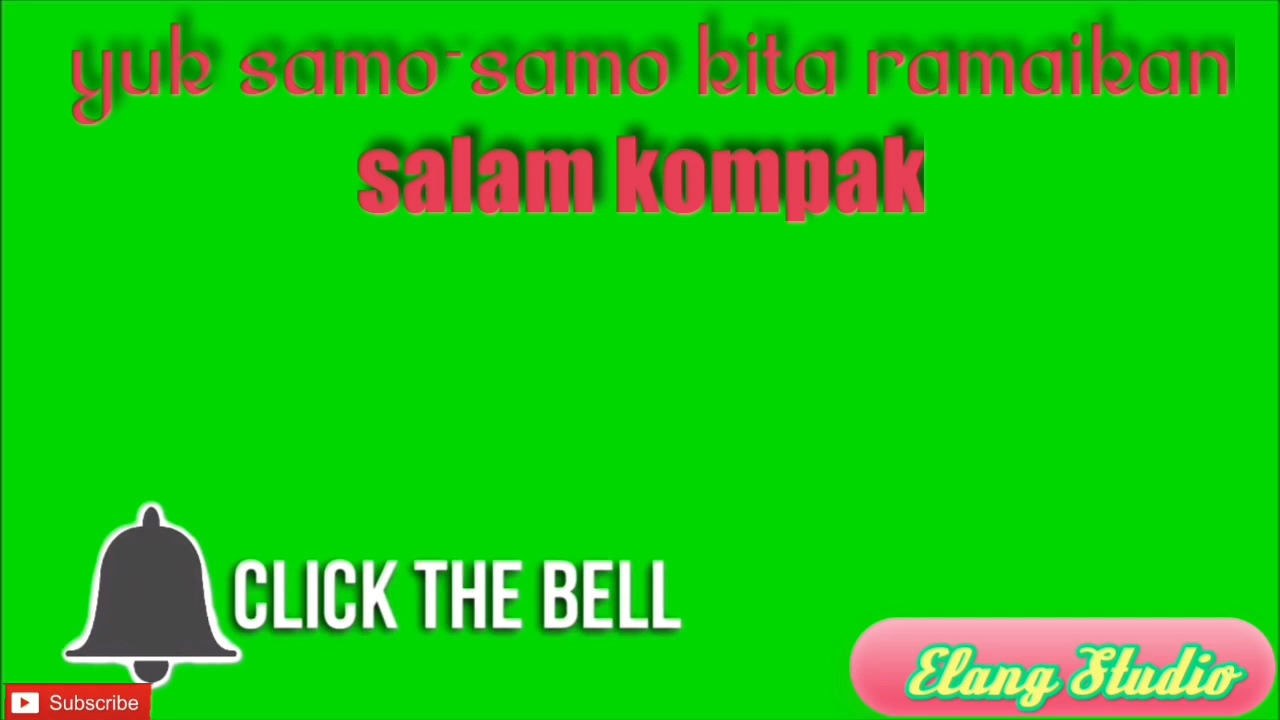 yuk samo-samo kita ramaikan
salam kompak
CLICK THE BELL
Subscribe
Elang Studio